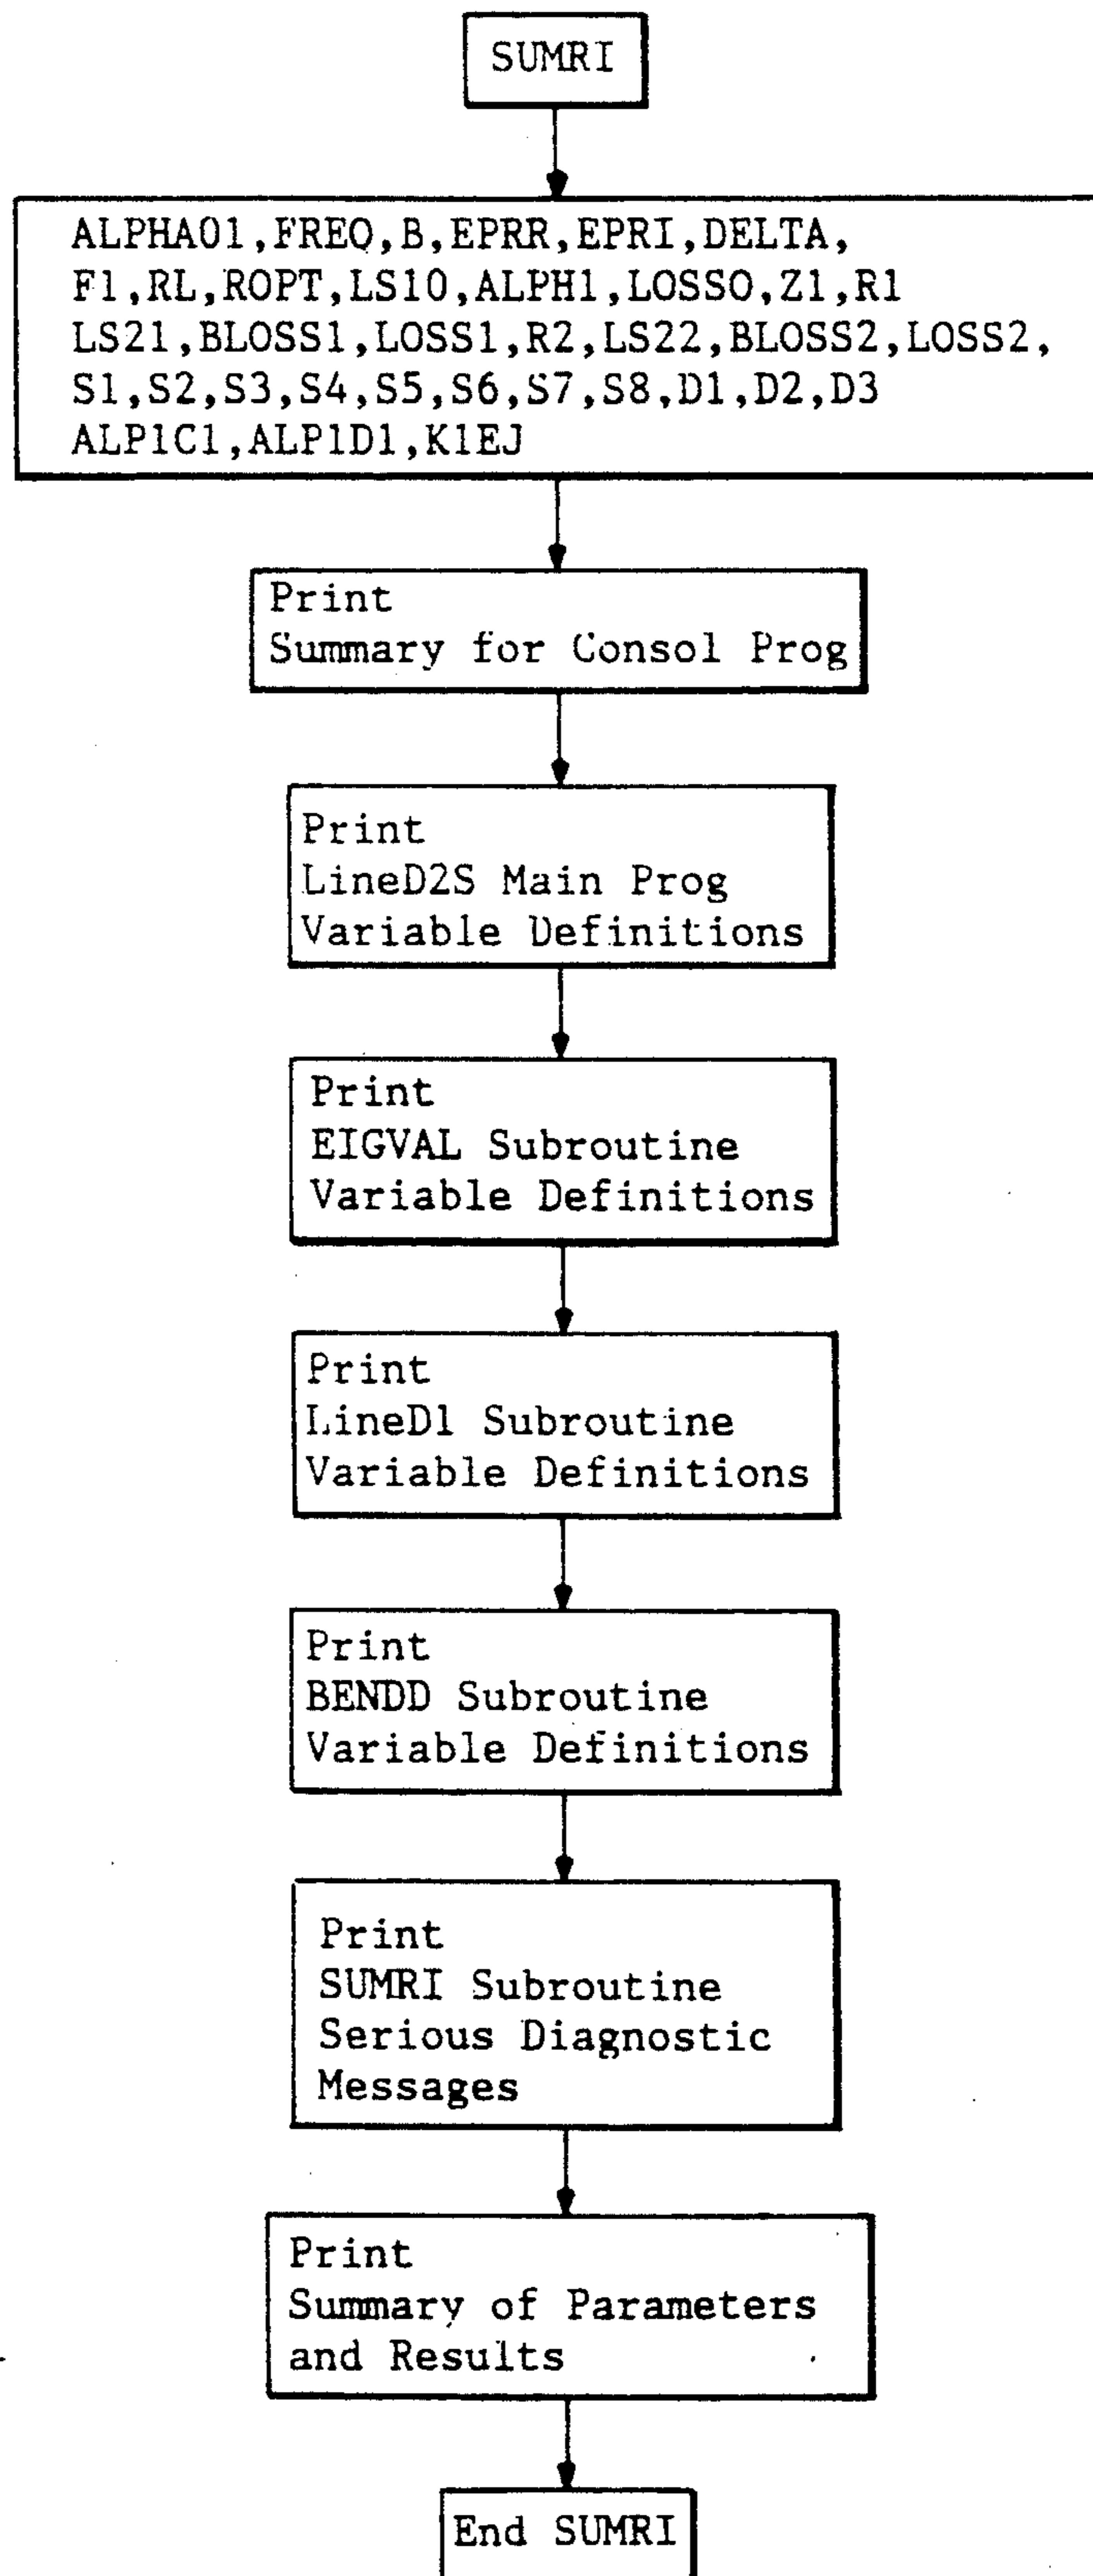 SUMRI
ALPHA01,FREQ,B,EPRR,EPRI,DELTA,
F1,RL,ROPT,LS10,ALPH1,LOSSO,Z1,R1
LS21,BLOSS1,LOSS1,R2,LS22,BLOSS2,LOSS2,
S1,S2,S3,S4,S5,S6,S7,S8,D1,D2,D3
ALP1C1,ALP1D1,K1EJ
Print
Summary for Consol Prog
Print
LineD2S Main Prog
Variable Definitions
Print
EIGVAL Subroutine
Variable Definitions
Print
LineD1 Subroutine
Variable Definitions
Print
BENDD Subroutine
Variable Definitions
Print
SUMRI Subroutine
Serious Diagnostic
Messages
Print
Summary of Parameters
and Results
End SUMRI